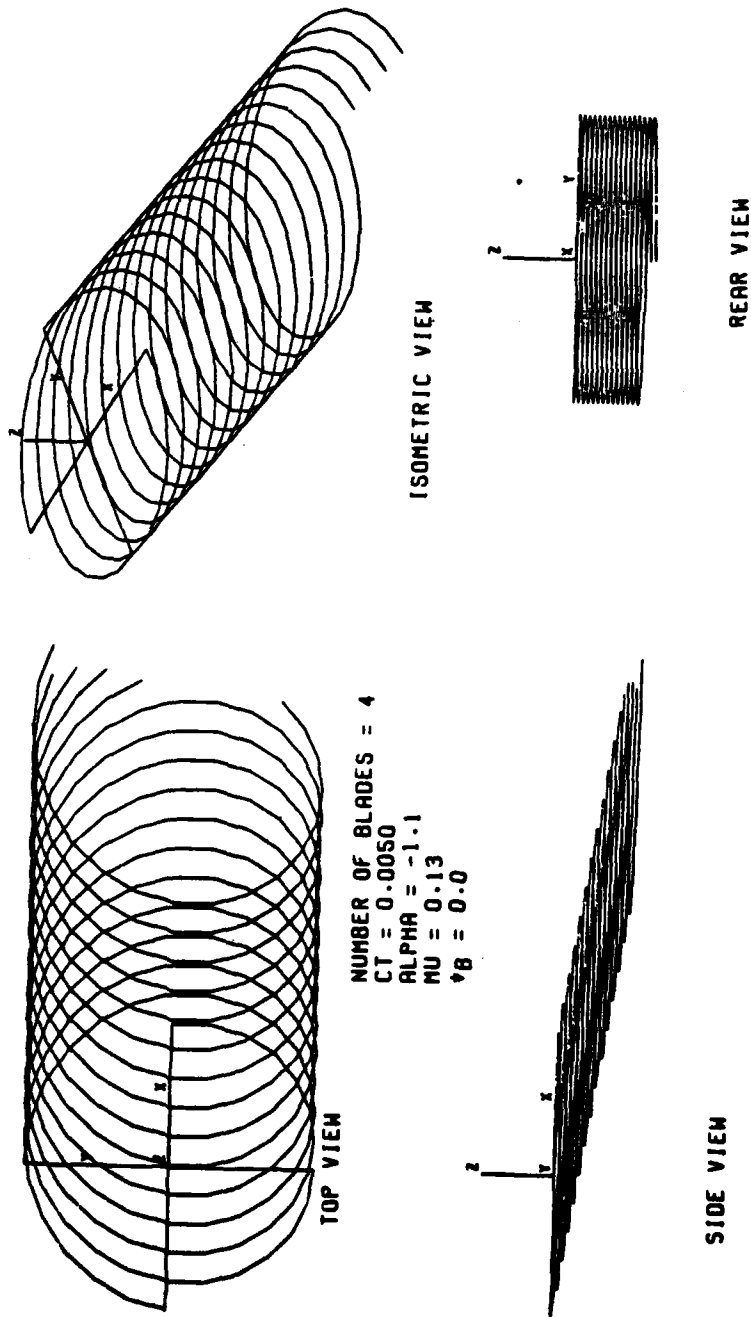 Y
Z
X
TOP VIEW
NUMBER OF BLADES = 4
CT = 0.0050
ALPHA = -1.1
MU = 0.13
ψB = 0.0
Z
X
ISOMETRIC VIEW
Z
Y
X
SIDE VIEW
Z
X
Y
REAR VIEW